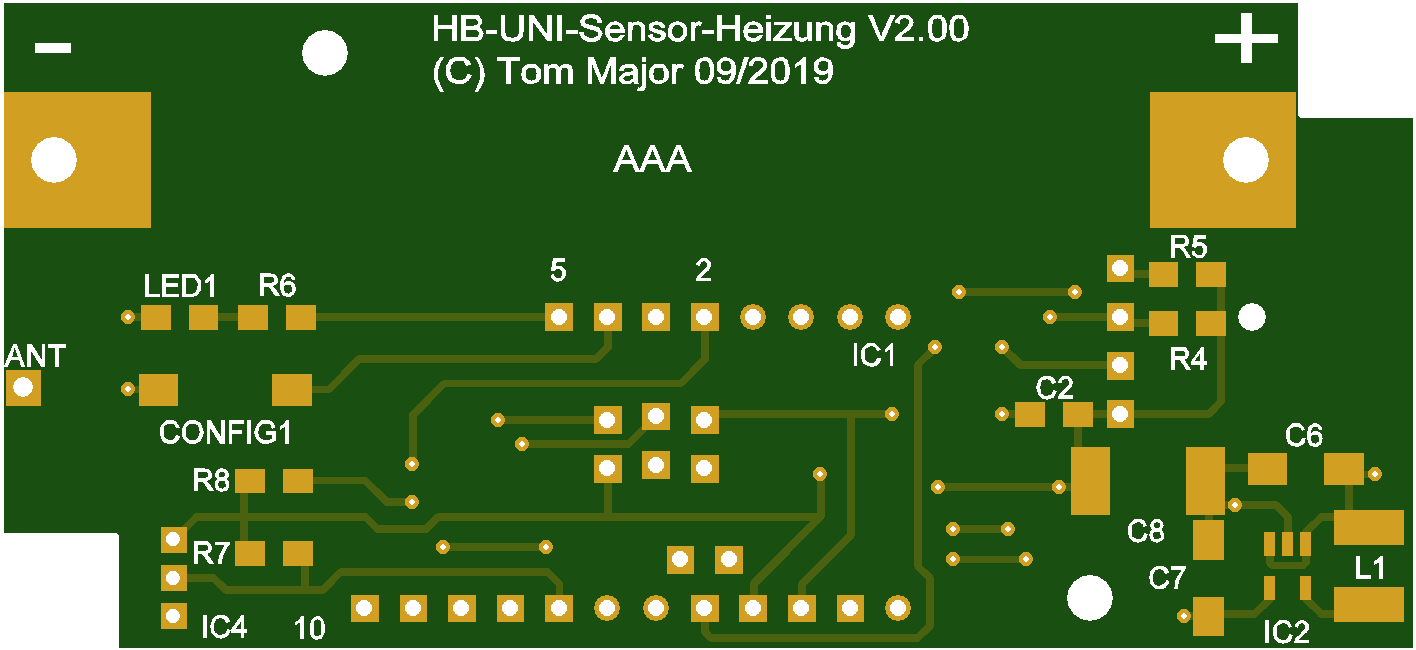 HB-UNI-Sensor-Heizung V2.00
(C) Tom Major 09/2019
- +
AAA
R5
LED1 R6 5 2
ANT
IC1
R4
C2
CONFIG1
C6
R8
C8
R7
L1
C7
IC4 10
IC2